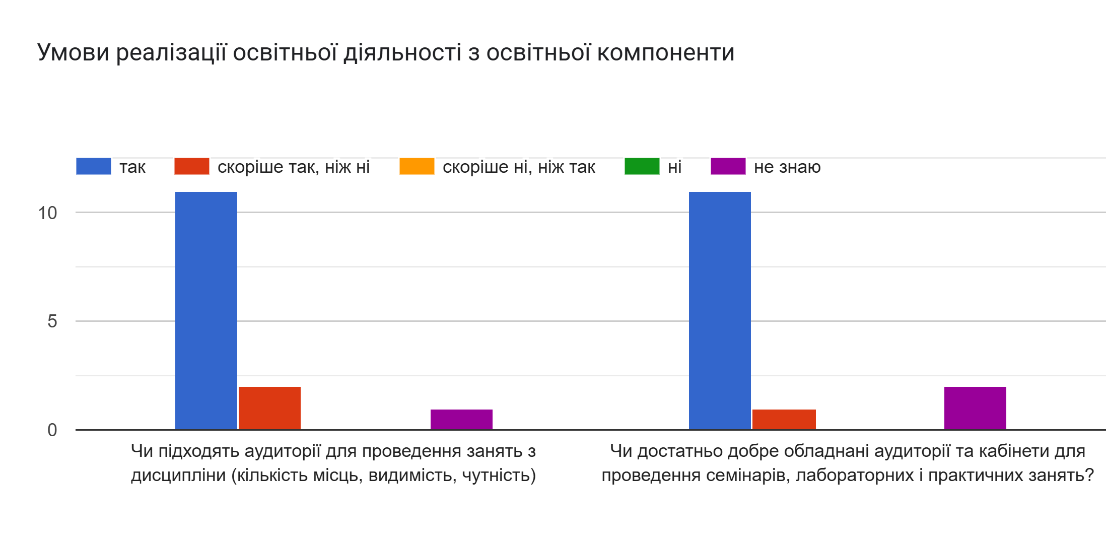 Умови реалізації освітньої діяльності з освітньої компоненти
так скоріше так, ніж ні скоріше ні, ніж так ні не знаю
10
5
0
Чи підходять аудиторії для проведення занять з
дисципліни (кількість місць, видимість, чутність)
Чи достатньо добре обладнані аудиторії та кабінети для
проведення семінарів, лабораторних і практичних занять?